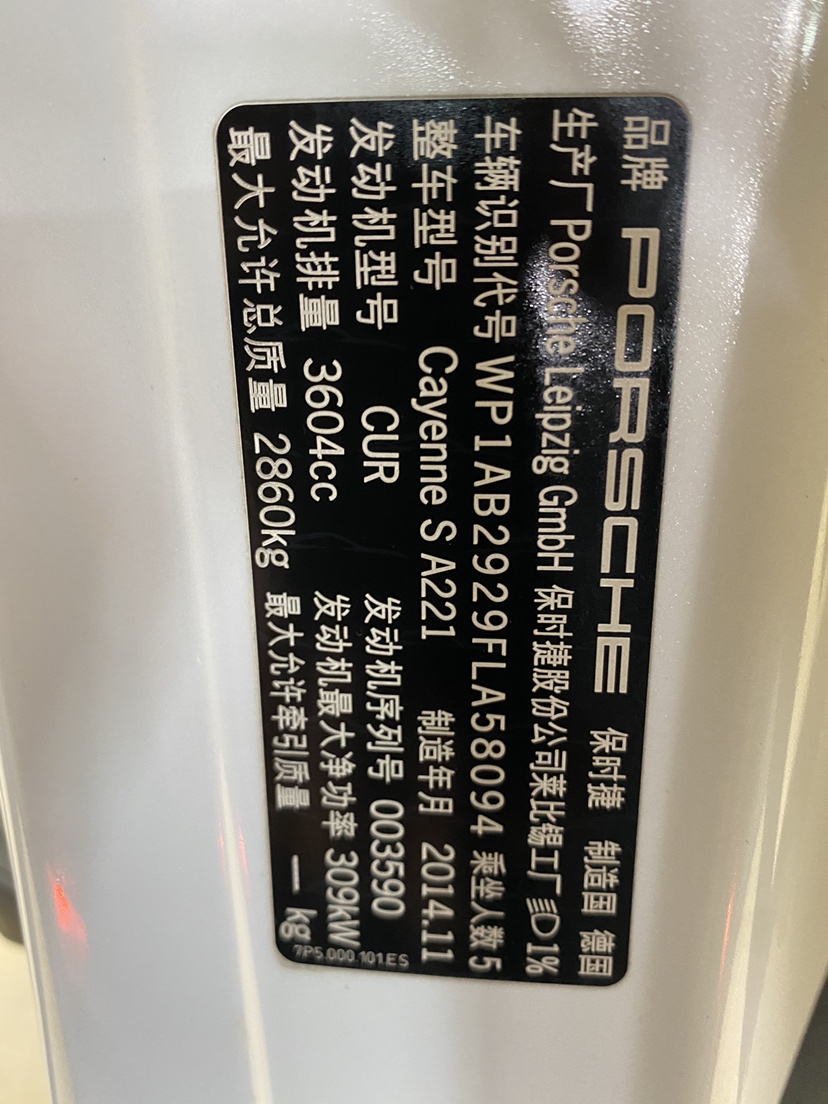 品牌 PORSCHE 保时捷 制造国 德国
生产厂 Porsche Leipzig GmbH 保时捷股份公司莱比锡工厂 1%
车辆识别代号 WP1AB2929FLA58094 乘坐人数 5
整车型号 Cayenne S A221 制造年月 2014.11
发动机型号 CUR 发动机序列号 003590
发动机排量 3604cc 发动机最大净功率 309kW
最大允许总质量 2860kg 最大允许牵引质量 — kg
7P5.000.101.ES